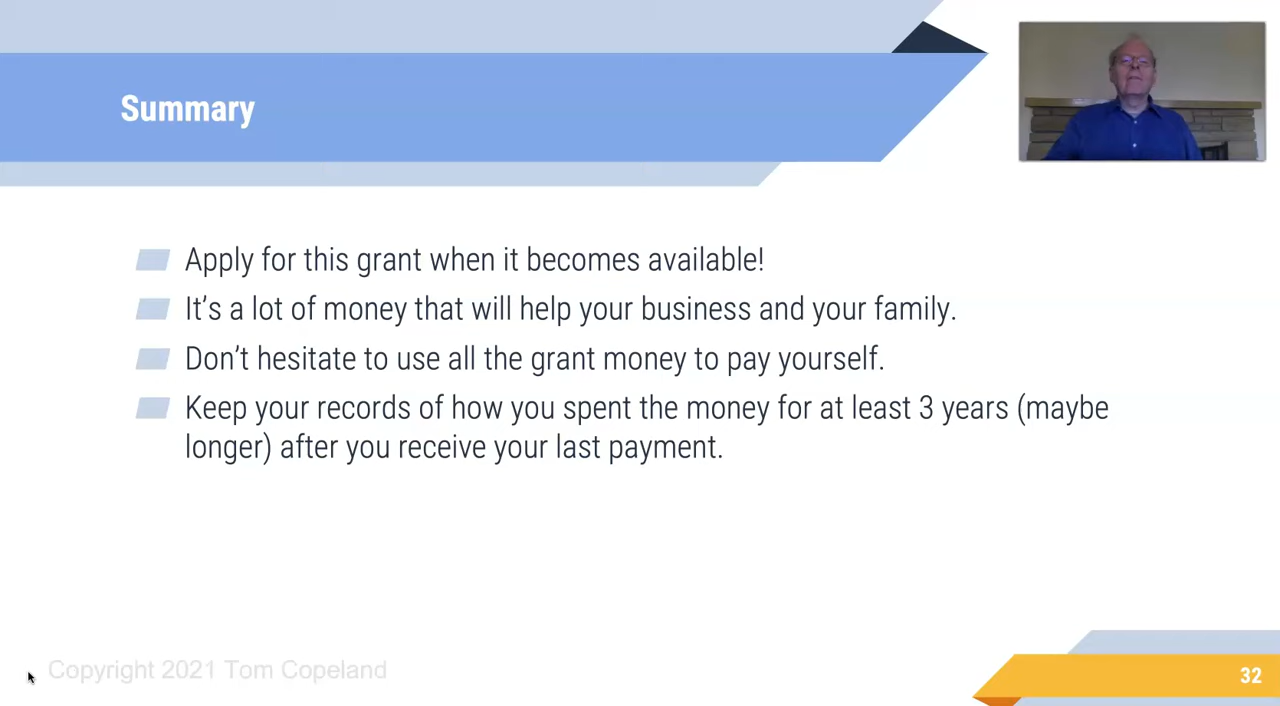 Summary
Apply for this grant when it becomes available!
It’s a lot of money that will help your business and your family.
Don’t hesitate to use all the grant money to pay yourself.
Keep your records of how you spent the money for at least 3 years (maybe
longer) after you receive your last payment.
Copyright 2021 Tom Copeland
32